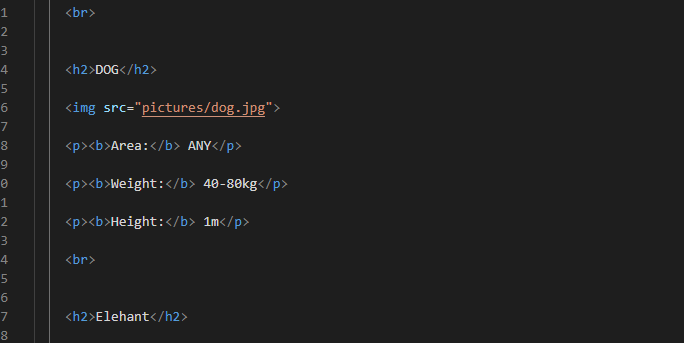 1 <br>
2
3
4 <h2>DOG</h2>
5
6 <img src="pictures/dog.jpg">
7
8 <p><b>Area:</b> ANY</p>
9
0 <p><b>Weight:</b> 40-80kg</p>
1
2 <p><b>Height:</b> 1m</p>
3
4 <br>
5
6
7 <h2>Elehant</h2>
8